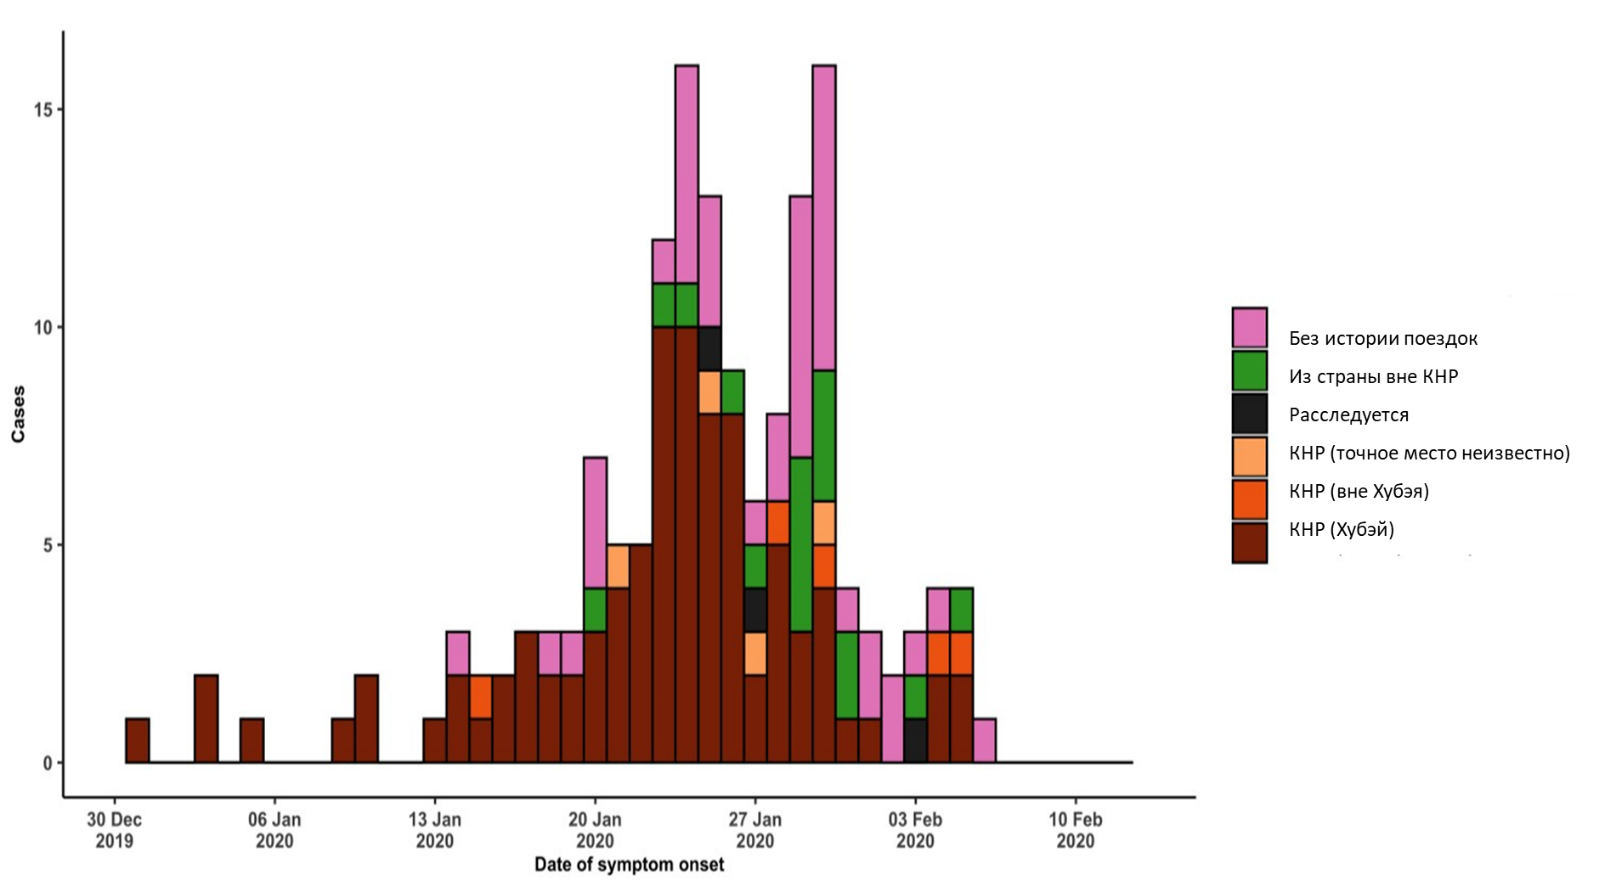 15
10
5
0
Cases
30 Dec
2019
06 Jan
2020
13 Jan
2020
20 Jan
2020
27 Jan
2020
03 Feb
2020
10 Feb
2020
Date of symptom onset
Без истории поездок
Из страны вне КНР
Расследуется
КНР (точное место неизвестно)
КНР (вне Хубэя)
КНР (Хубэй)